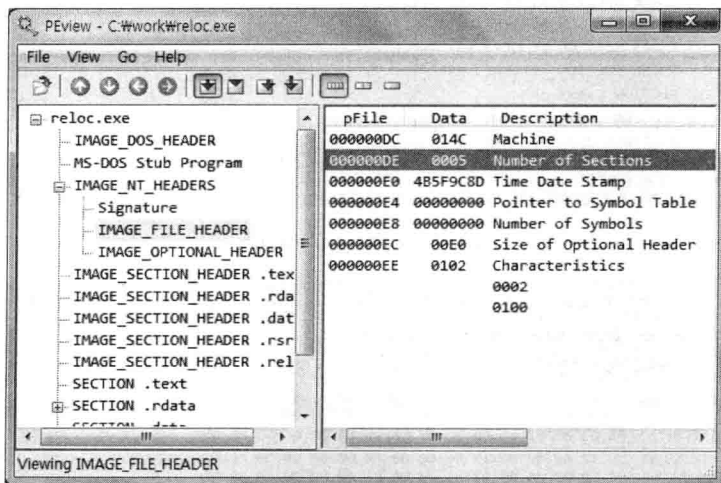 PEview - C:₩work₩reloc.exe
File View Go Help
reloc.exe
IMAGE_DOS_HEADER
MS-DOS Stub Program
IMAGE_NT_HEADERS
Signature
IMAGE_FILE_HEADER
IMAGE_OPTIONAL_HEADER
IMAGE_SECTION_HEADER .tex
IMAGE_SECTION_HEADER .rda
IMAGE_SECTION_HEADER .dat
IMAGE_SECTION_HEADER .rsr
IMAGE_SECTION_HEADER .rel
SECTION .text
SECTION .rdata
pFile Data Description
000000DC 014C Machine
000000DE 0005 Number of Sections
000000E0 4B5F9C8D Time Date Stamp
000000E4 00000000 Pointer to Symbol Table
000000E8 00000000 Number of Symbols
000000EC 00E0 Size of Optional Header
000000EE 0102 Characteristics
0002
0100
Viewing IMAGE_FILE_HEADER